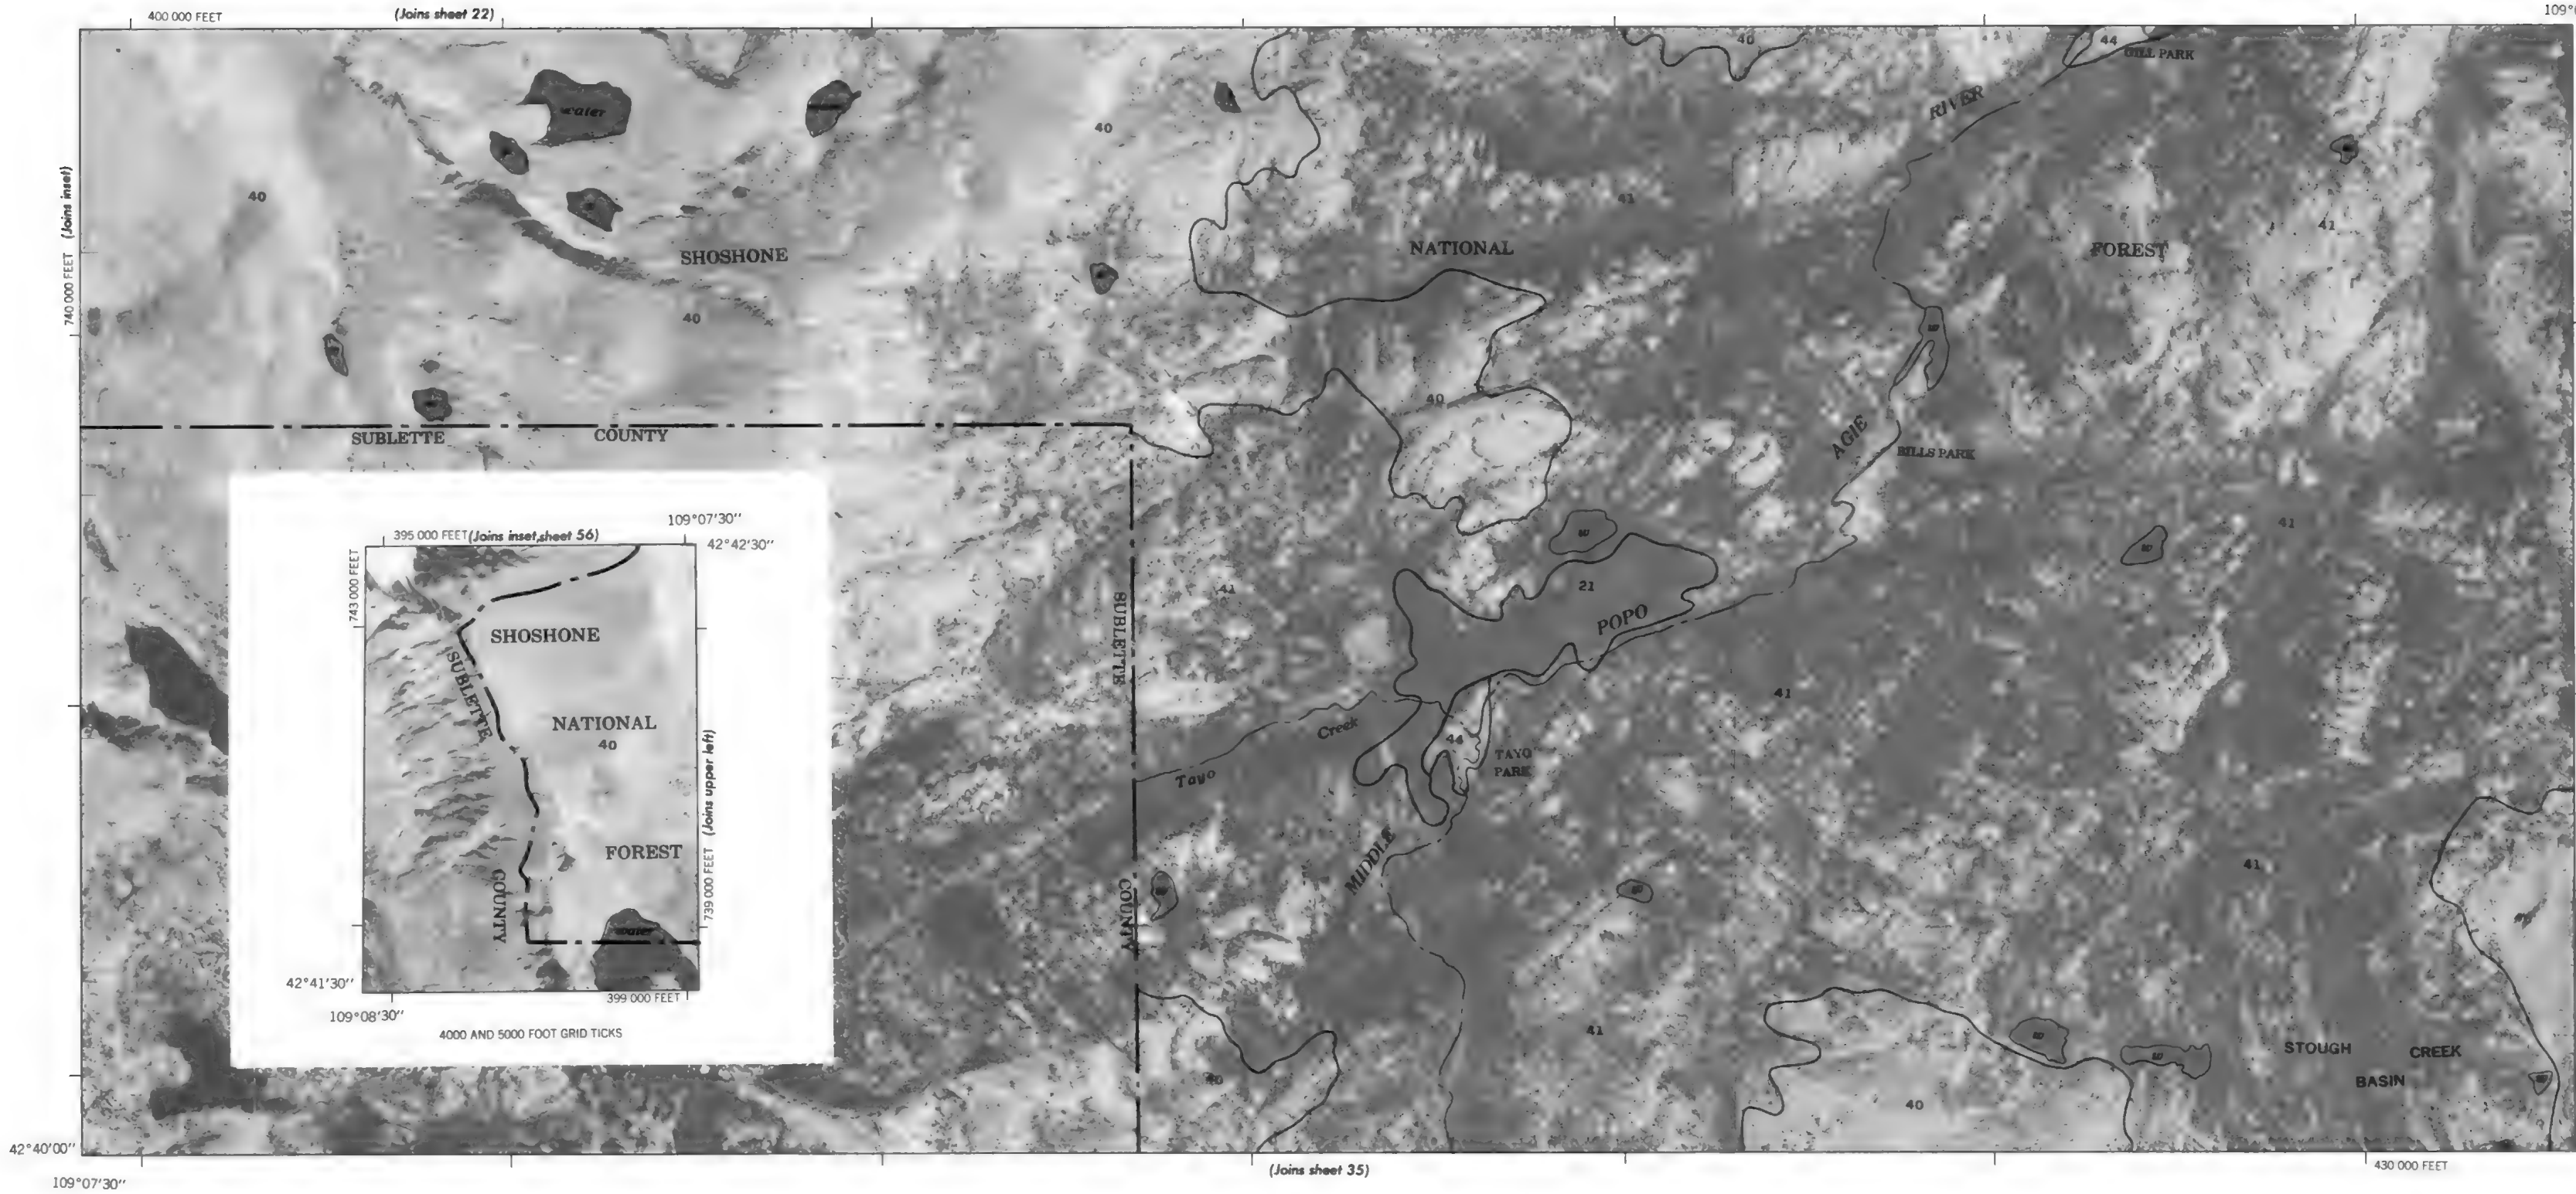 400 000 FEET
(Joins sheet 22)
40
44
BILL PARK
water
RIVER
40
40
41
41
740 000 FEET (Joins inset)
SHOSHONE
NATIONAL
FOREST
40
40
AGIE
BILLS PARK
SUBLETTE COUNTY
41
395 000 FEET (Joins inset, sheet 56)
109°07'30''
42°42'30''
743 000 FEET
SHOSHONE
SUBLETTE
NATIONAL
40
739 000 FEET (Joins upper left)
FOREST
COUNTY
water
42°41'30''
399 000 FEET
109°08'30''
4000 AND 5000 FOOT GRID TICKS
SUBLETTE
COUNTY
W
41
21
POPO
W
41
Creek
Tayo
44
TAYO
PARK
MIDDLE
W
41
41
W
W
STOUGH CREEK
BASIN
40
40
42°40'00''
109°07'30''
(Joins sheet 35)
430 000 FEET